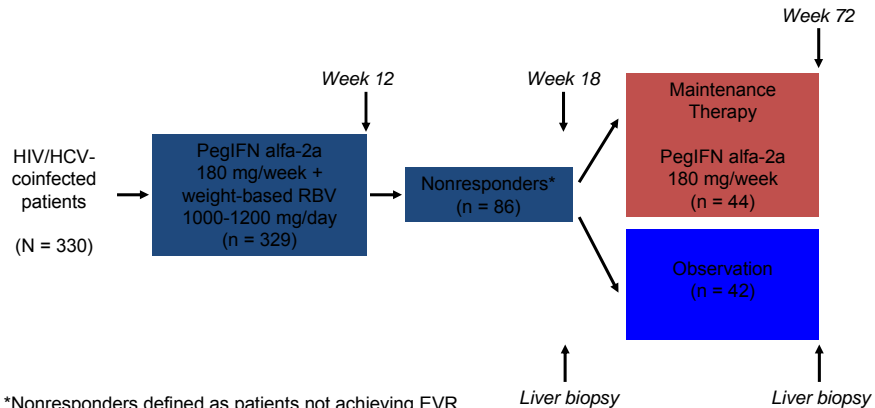 Week 72
Week 12
Week 18
HIV/HCV-
coinfected
patients
(N = 330)
PegIFN alfa-2a
180 mg/week +
weight-based RBV
1000-1200 mg/day
(n = 329)
Nonresponders*
(n = 86)
Maintenance
Therapy
PegIFN alfa-2a
180 mg/week
(n = 44)
Observation
(n = 42)
Liver biopsy
Liver biopsy
*Nonresponders defined as patients not achieving EVR